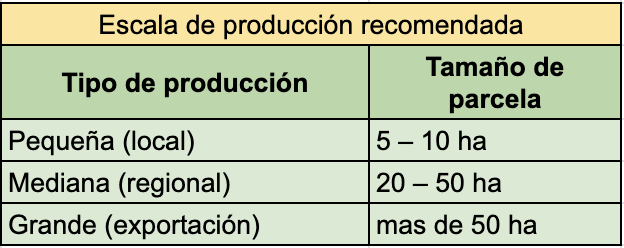 Escala de producción recomendada
Tipo de producción
Tamaño de
parcela
Pequeña (local)
5 – 10 ha
Mediana (regional)
20 – 50 ha
Grande (exportación)
mas de 50 ha